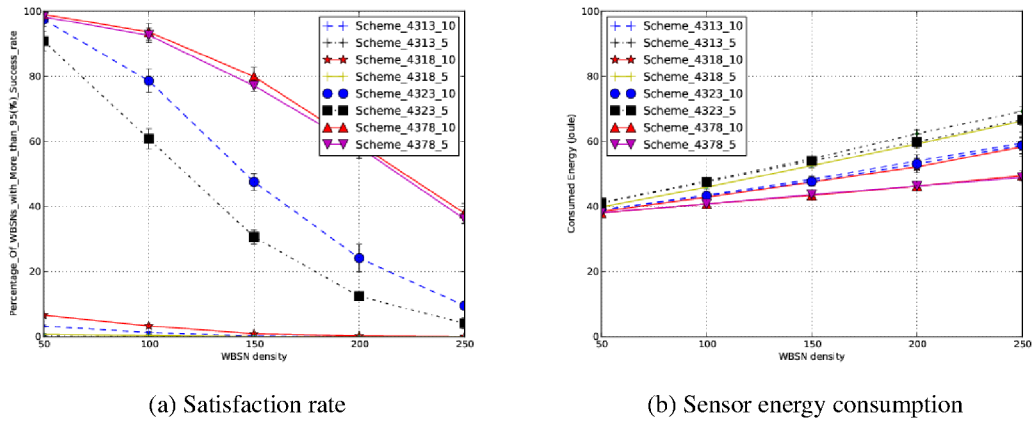 100
80
60
40
20
0
50
100
150
200
250
WBSN density
Percentage_Of_WBSNs_with_More_than_95(%)_Success_rate
Scheme_4313_10
Scheme_4313_5
Scheme_4318_10
Scheme_4318_5
Scheme_4323_10
Scheme_4323_5
Scheme_4378_10
Scheme_4378_5
(a) Satisfaction rate
100
80
60
40
20
0
50
100
150
200
250
WBSN density
Consumed Energy (joule)
Scheme_4313_10
Scheme_4313_5
Scheme_4318_10
Scheme_4318_5
Scheme_4323_10
Scheme_4323_5
Scheme_4378_10
Scheme_4378_5
(b) Sensor energy consumption